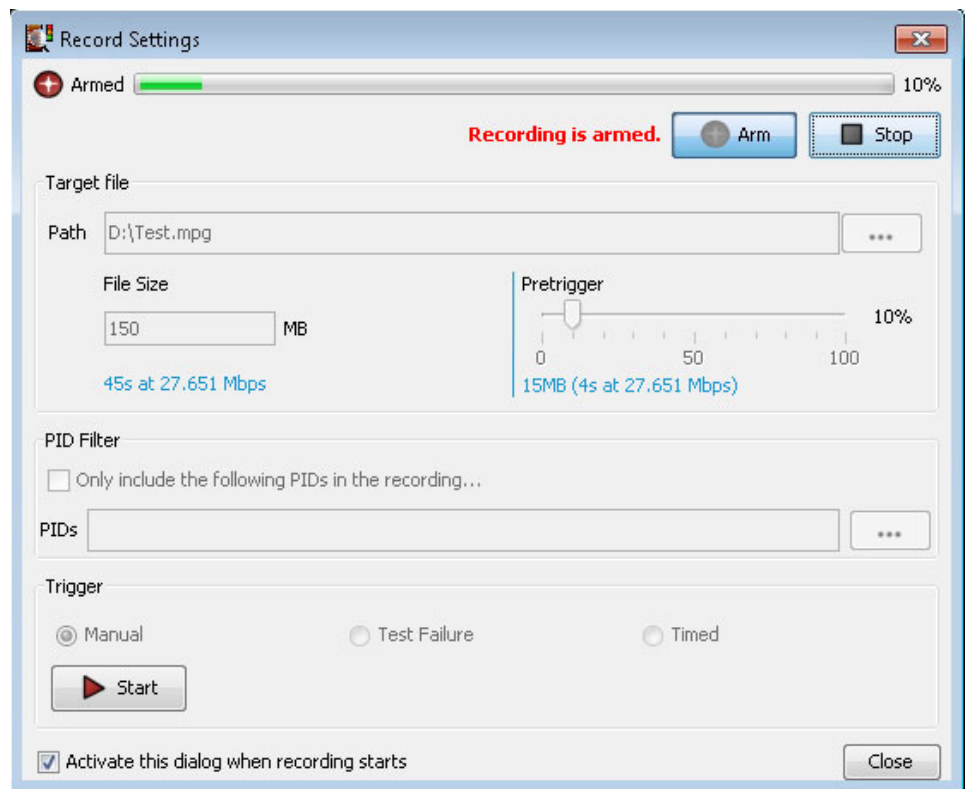 Record Settings
Armed 10%
Recording is armed. Arm Stop
Target file
Path D:\Test.mpg ...
File Size Pretrigger
150 MB 10%
0 50 100
45s at 27.651 Mbps 15MB (4s at 27.651 Mbps)
PID Filter
Only include the following PIDs in the recording...
PIDs ...
Trigger
Manual Test Failure Timed
Start
Activate this dialog when recording starts Close